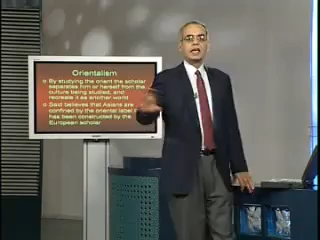 Orientalism
By studying the orient the scholar
separates him or herself from the
culture being studied, and
recreate it as another world
Said believes that Asians are
confined by the oriental label
has been constructed by the
European scholar